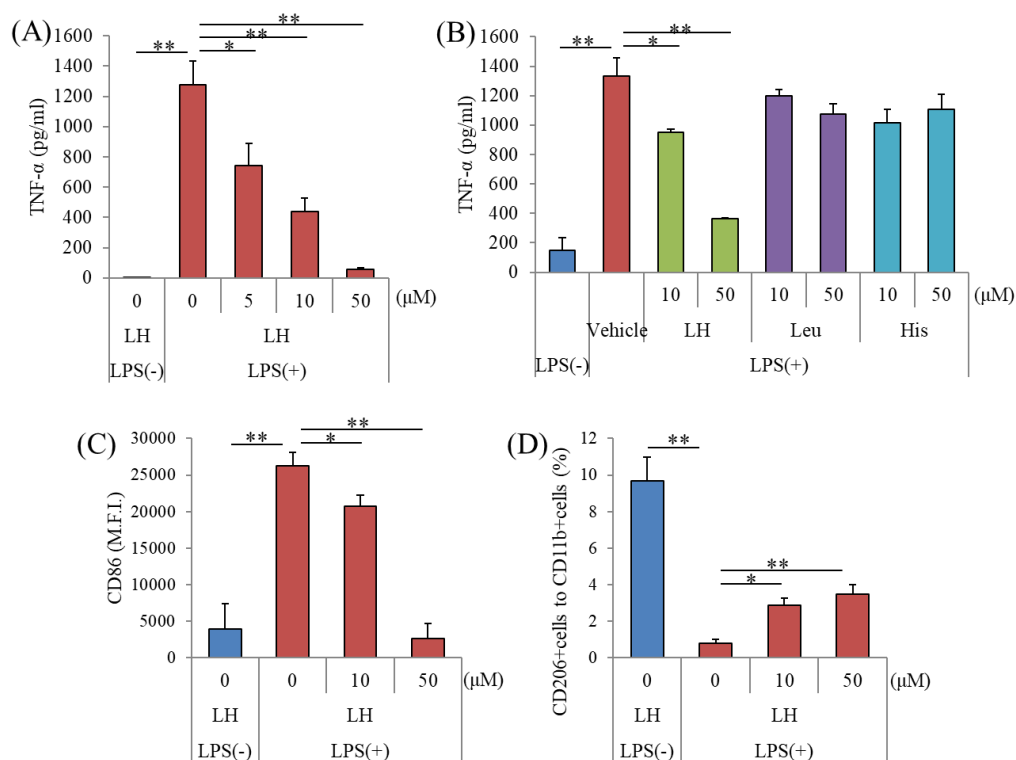 (A)
TNF-α (pg/ml)
1600
1400
1200
1000
800
600
400
200
0
**
**
**
*
0 0 5 10 50 (μM)
LH LH
LPS(-) LPS(+)
(B)
TNF-α (pg/ml)
1600
1400
1200
1000
800
600
400
200
0
**
**
*
10 50 10 50 10 50 (μM)
Vehicle LH Leu His
LPS(-) LPS(+)
(C)
CD86 (M.F.I.)
30000
25000
20000
15000
10000
5000
0
**
**
*
0 0 10 50 (μM)
LH LH
LPS(-) LPS(+)
(D)
CD206+cells to CD11b+cells (%)
12
10
8
6
4
2
0
**
**
*
0 0 10 50 (μM)
LH LH
LPS(-) LPS(+)